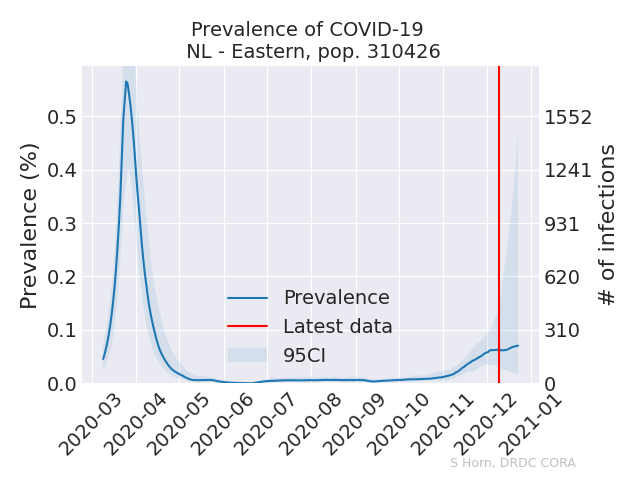 Prevalence of COVID-19
NL - Eastern, pop. 310426
Prevalence (%)
0.5
0.4
0.3
0.2
0.1
0.0
1552
1241
931
620
310
0
# of infections
Prevalence
Latest data
95CI
2020-03
2020-04
2020-05
2020-06
2020-07
2020-08
2020-09
2020-10
2020-11
2020-12
2021-01
S Horn, DRDC CORA